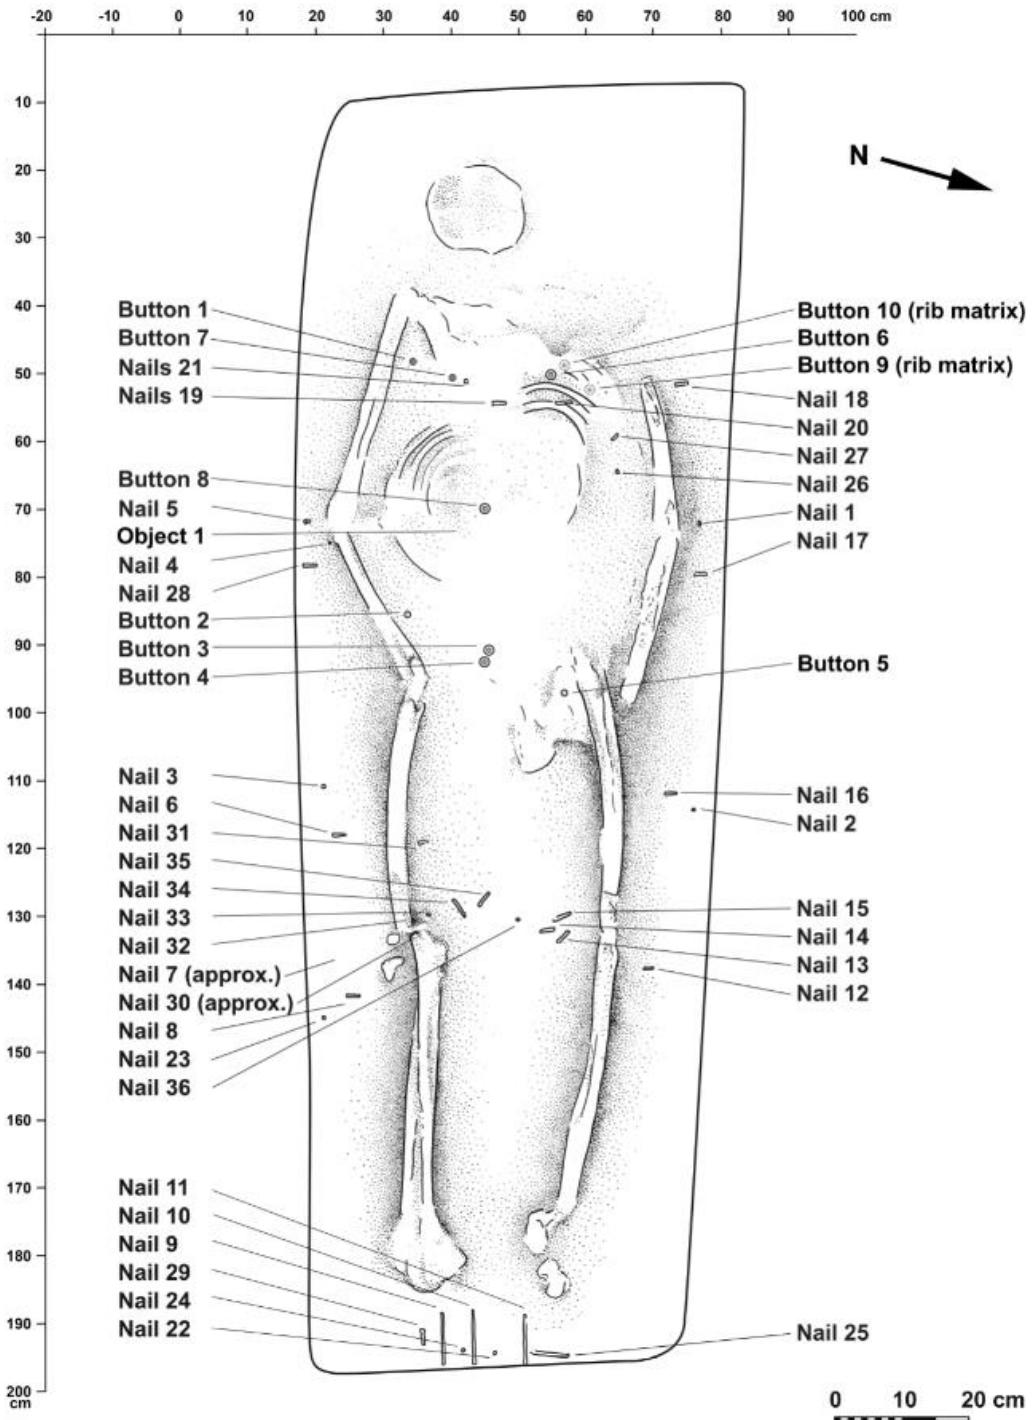 -20 -10 0 10 20 30 40 50 60 70 80 90 100 cm
10
20
30
40
50
60
70
80
90
100
110
120
130
140
150
160
170
180
190
200
cm
N
Button 1
Button 7
Nails 21
Nails 19
Button 8
Nail 5
Object 1
Nail 4
Nail 28
Button 2
Button 3
Button 4
Nail 3
Nail 6
Nail 31
Nail 35
Nail 34
Nail 33
Nail 32
Nail 7 (approx.)
Nail 30 (approx.)
Nail 8
Nail 23
Nail 36
Nail 11
Nail 10
Nail 9
Nail 29
Nail 24
Nail 22
Button 10 (rib matrix)
Button 6
Button 9 (rib matrix)
Nail 18
Nail 20
Nail 27
Nail 26
Nail 1
Nail 17
Button 5
Nail 16
Nail 2
Nail 15
Nail 14
Nail 13
Nail 12
Nail 25
0 10 20 cm